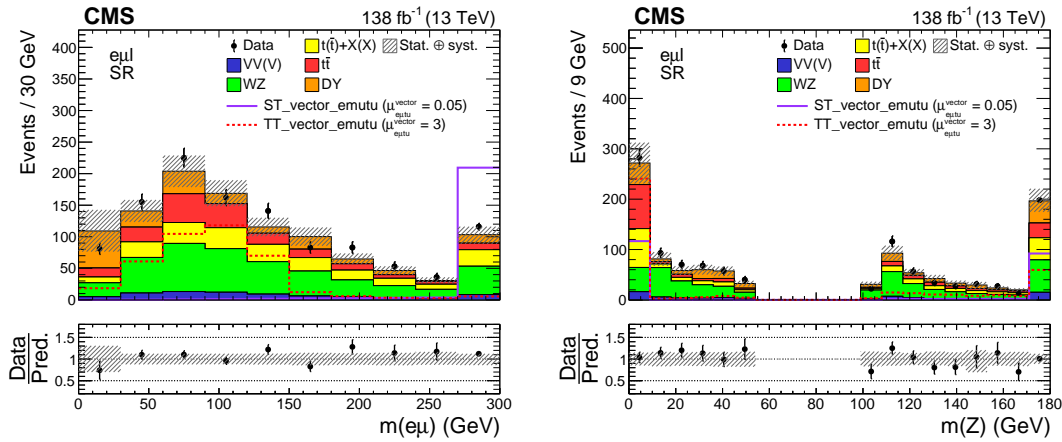 CMS 138 fb⁻¹ (13 TeV)
Events / 30 GeV
400
350
300
250
200
150
100
50
0
eμl
SR
Data t(t̄)+X(X) Stat. ⊕ syst.
VV(V) tt̄
WZ DY
ST_vector_emutu (μ^vector_eμtu = 0.05)
TT_vector_emutu (μ^vector_eμtu = 3)
Data
Pred.
1.5
1.0
0.5
0 50 100 150 200 250 300
m(eμ) (GeV)
CMS 138 fb⁻¹ (13 TeV)
Events / 9 GeV
500
400
300
200
100
0
eμl
SR
Data t(t̄)+X(X) Stat. ⊕ syst.
VV(V) tt̄
WZ DY
ST_vector_emutu (μ^vector_eμtu = 0.05)
TT_vector_emutu (μ^vector_eμtu = 3)
Data
Pred.
1.5
1.0
0.5
0 20 40 60 80 100 120 140 160 180
m(Z) (GeV)